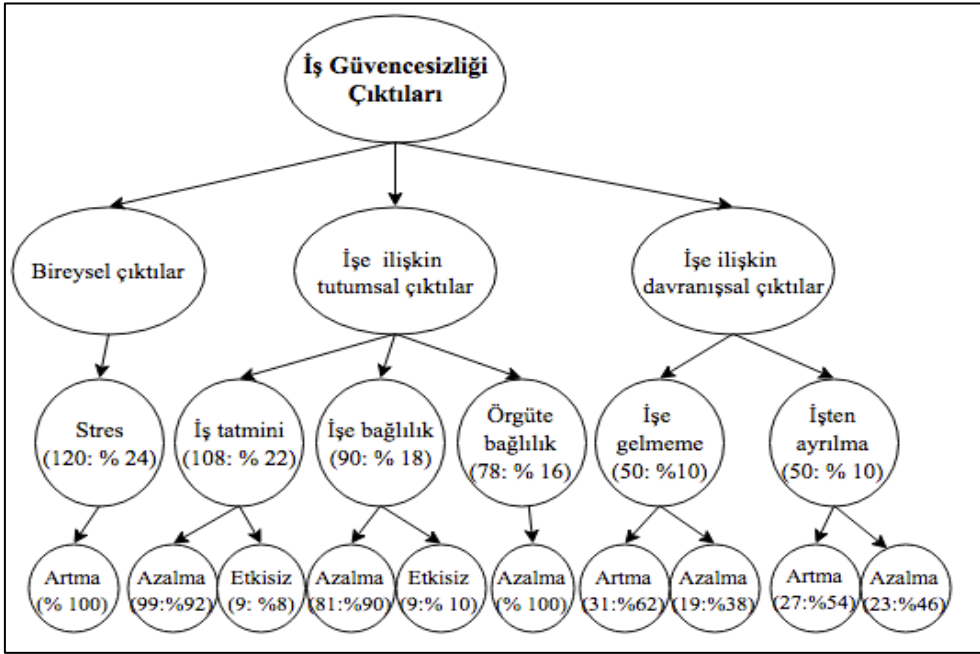 İş Güvencesizliği
Çıktıları
Bireysel çıktılar
İşe ilişkin
tutumsal çıktılar
İşe ilişkin
davranışsal çıktılar
Stres
(120: % 24)
İş tatmini
(108: % 22)
İşe bağlılık
(90: % 18)
Örgüte
bağlılık
(78: % 16)
İşe
gelmeme
(50: %10)
İşten
ayrılma
(50: % 10)
Artma
(% 100)
Azalma
(99:%92)
Etkisiz
(9: %8)
Azalma
(81:%90)
Etkisiz
(9:% 10)
Azalma
(% 100)
Artma
(31:%62)
Azalma
(19:%38)
Artma
(27:%54)
Azalma
(23:%46)